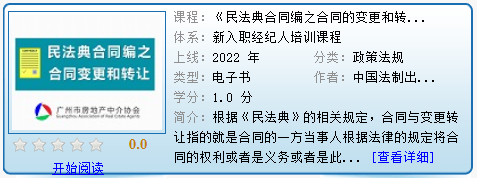 民法典合同编之
合同变更和转让
广州市房地产中介协会
Guangzhou Association of Real Estate Agents
0.0
开始阅读
课程：《民法典合同编之合同的变更和转...
体系：新入职经纪人培训课程
上线：2022 年 分类：政策法规
类型：电子书 作者：中国法制出...
学分：1.0 分
简介：根据《民法典》的相关规定，合同与变更转
让指的就是合同的一方当事人根据法律的规定将合
同的权利或者是义务或者是此... [查看详细]